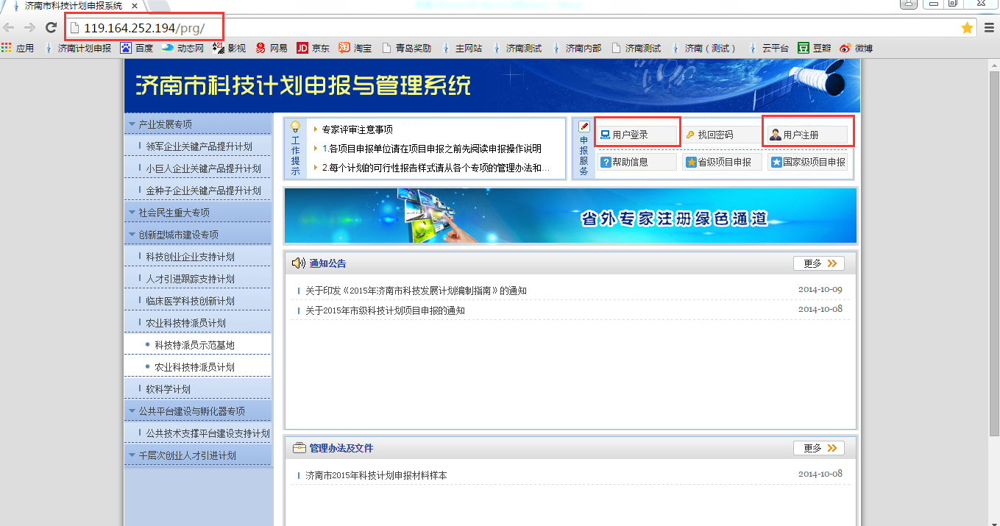 济南市科技计划申报系统
119.164.252.194/prg/
应用 济南计划申报 百度 动态网 影视 网易 京东 淘宝 青岛奖励 主网站 济南测试 济南内部 济南测试 济南（测试） 云平台 豆瓣 微博
济南市科技计划申报与管理系统
产业发展专项
领军企业关键产品提升计划
小巨人企业关键产品提升计划
金种子企业关键产品提升计划
社会民生重大专项
创新型城市建设专项
科技创业企业支持计划
人才引进跟踪支持计划
临床医学科技创新计划
农业科技特派员计划
科技特派员示范基地
农业科技特派员计划
软科学计划
公共平台建设与孵化器专项
公共技术支撑平台建设支持计划
千层次创业人才引进计划
工作提示
专家评审注意事项
1.各项目申报单位请在项目申报之前先阅读申报操作说明
2.每个计划的可行性报告样式请从各个专项的管理办法和...
申报服务
用户登录 找回密码 用户注册
帮助信息 省级项目申报 国家级项目申报
省外专家注册绿色通道
通知公告 更多
关于印发《2015年济南市科技发展计划编制指南》的通知 2014-10-09
关于2015年市级科技计划项目申报的通知 2014-10-08
管理办法及文件 更多
济南市2015年科技计划申报材料样本 2014-10-08